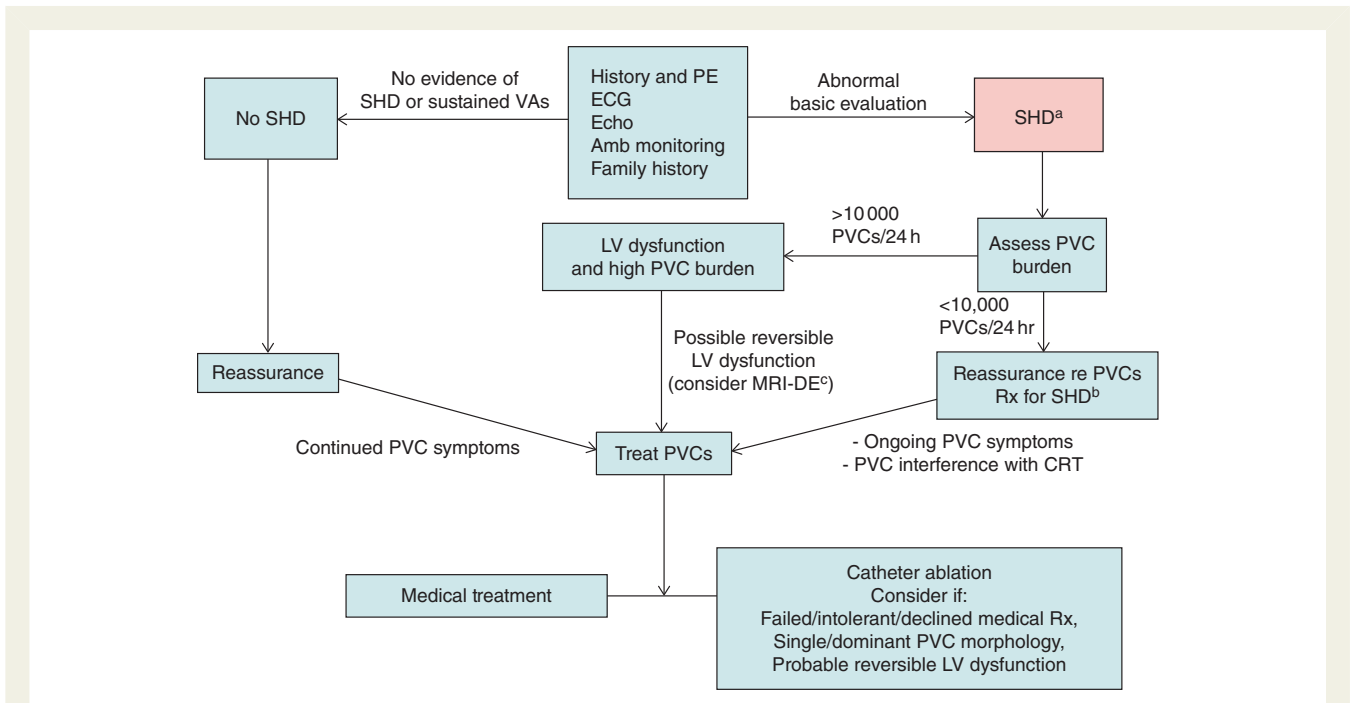 No evidence of
SHD or sustained VAs
History and PE
ECG
Echo
Amb monitoring
Family history
Abnormal
basic evaluation
No SHD
SHDᵃ
>10 000
PVCs/24 h
LV dysfunction
and high PVC burden
Assess PVC
burden
<10,000
PVCs/24 hr
Possible reversible
LV dysfunction
(consider MRI-DEᶜ)
Reassurance
Reassurance re PVCs
Rx for SHDᵇ
Continued PVC symptoms
Treat PVCs
- Ongoing PVC symptoms
- PVC interference with CRT
Medical treatment
Catheter ablation
Consider if:
Failed/intolerant/declined medical Rx,
Single/dominant PVC morphology,
Probable reversible LV dysfunction